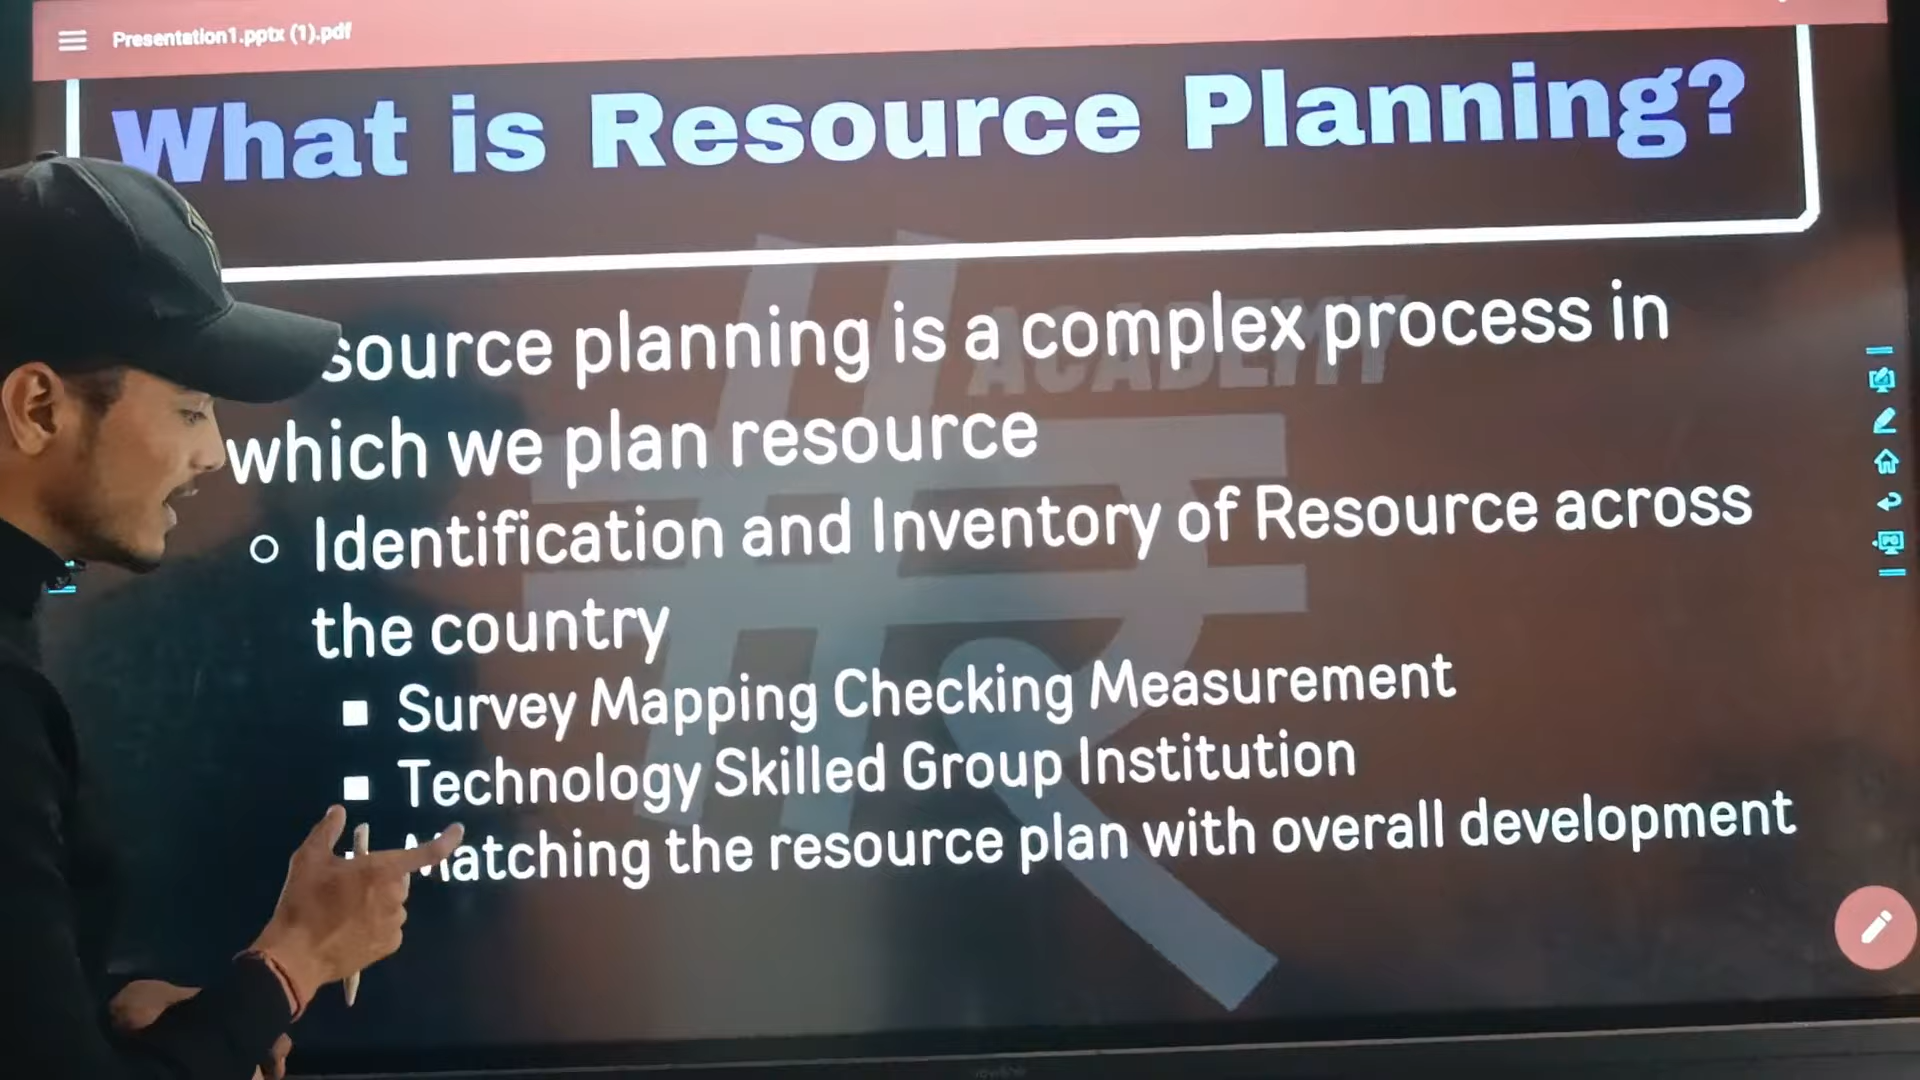 Presentation1.pptx (1).pdf
What is Resource Planning?
ACADEMY
source planning is a complex process in
which we plan resource
Identification and Inventory of Resource across
the country
Survey Mapping Checking Measurement
Technology Skilled Group Institution
Matching the resource plan with overall development